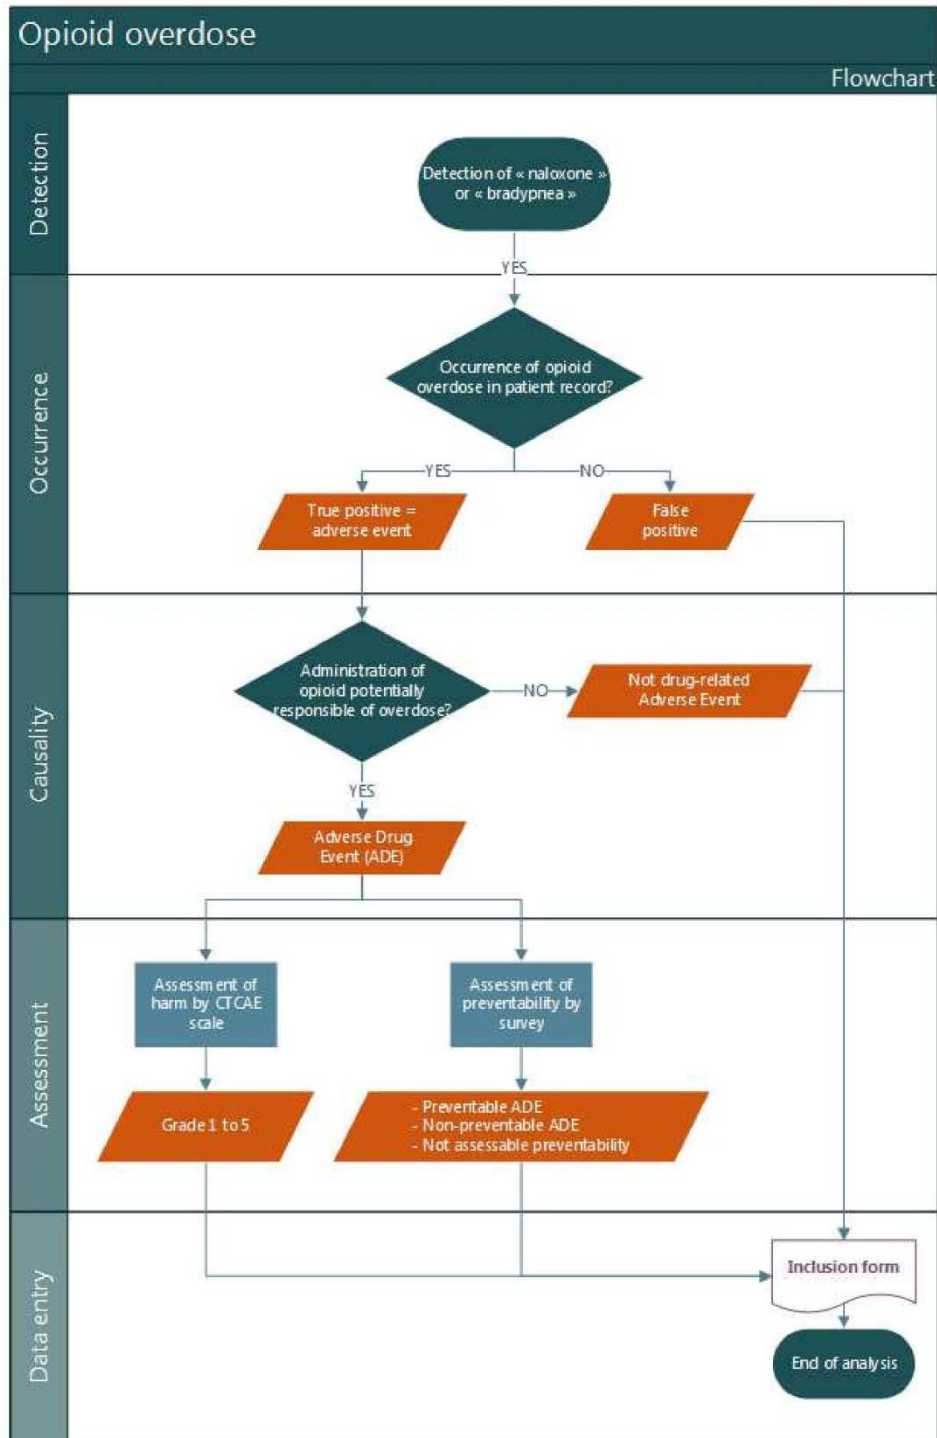 Opioid overdose
Flowchart
Detection
Detection of « naloxone »
or « bradypnea »
YES
Occurrence
Occurrence of opioid
overdose in patient record?
YES
NO
True positive =
adverse event
False
positive
Causality
Administration of
opioid potentially
responsible of overdose?
NO
Not drug-related
Adverse Event
YES
Adverse Drug
Event (ADE)
Assessment
Assessment of
harm by CTCAE
scale
Assessment of
preventability by
survey
Grade 1 to 5
- Preventable ADE
- Non-preventable ADE
- Not assessable preventability
Data entry
Inclusion form
End of analysis